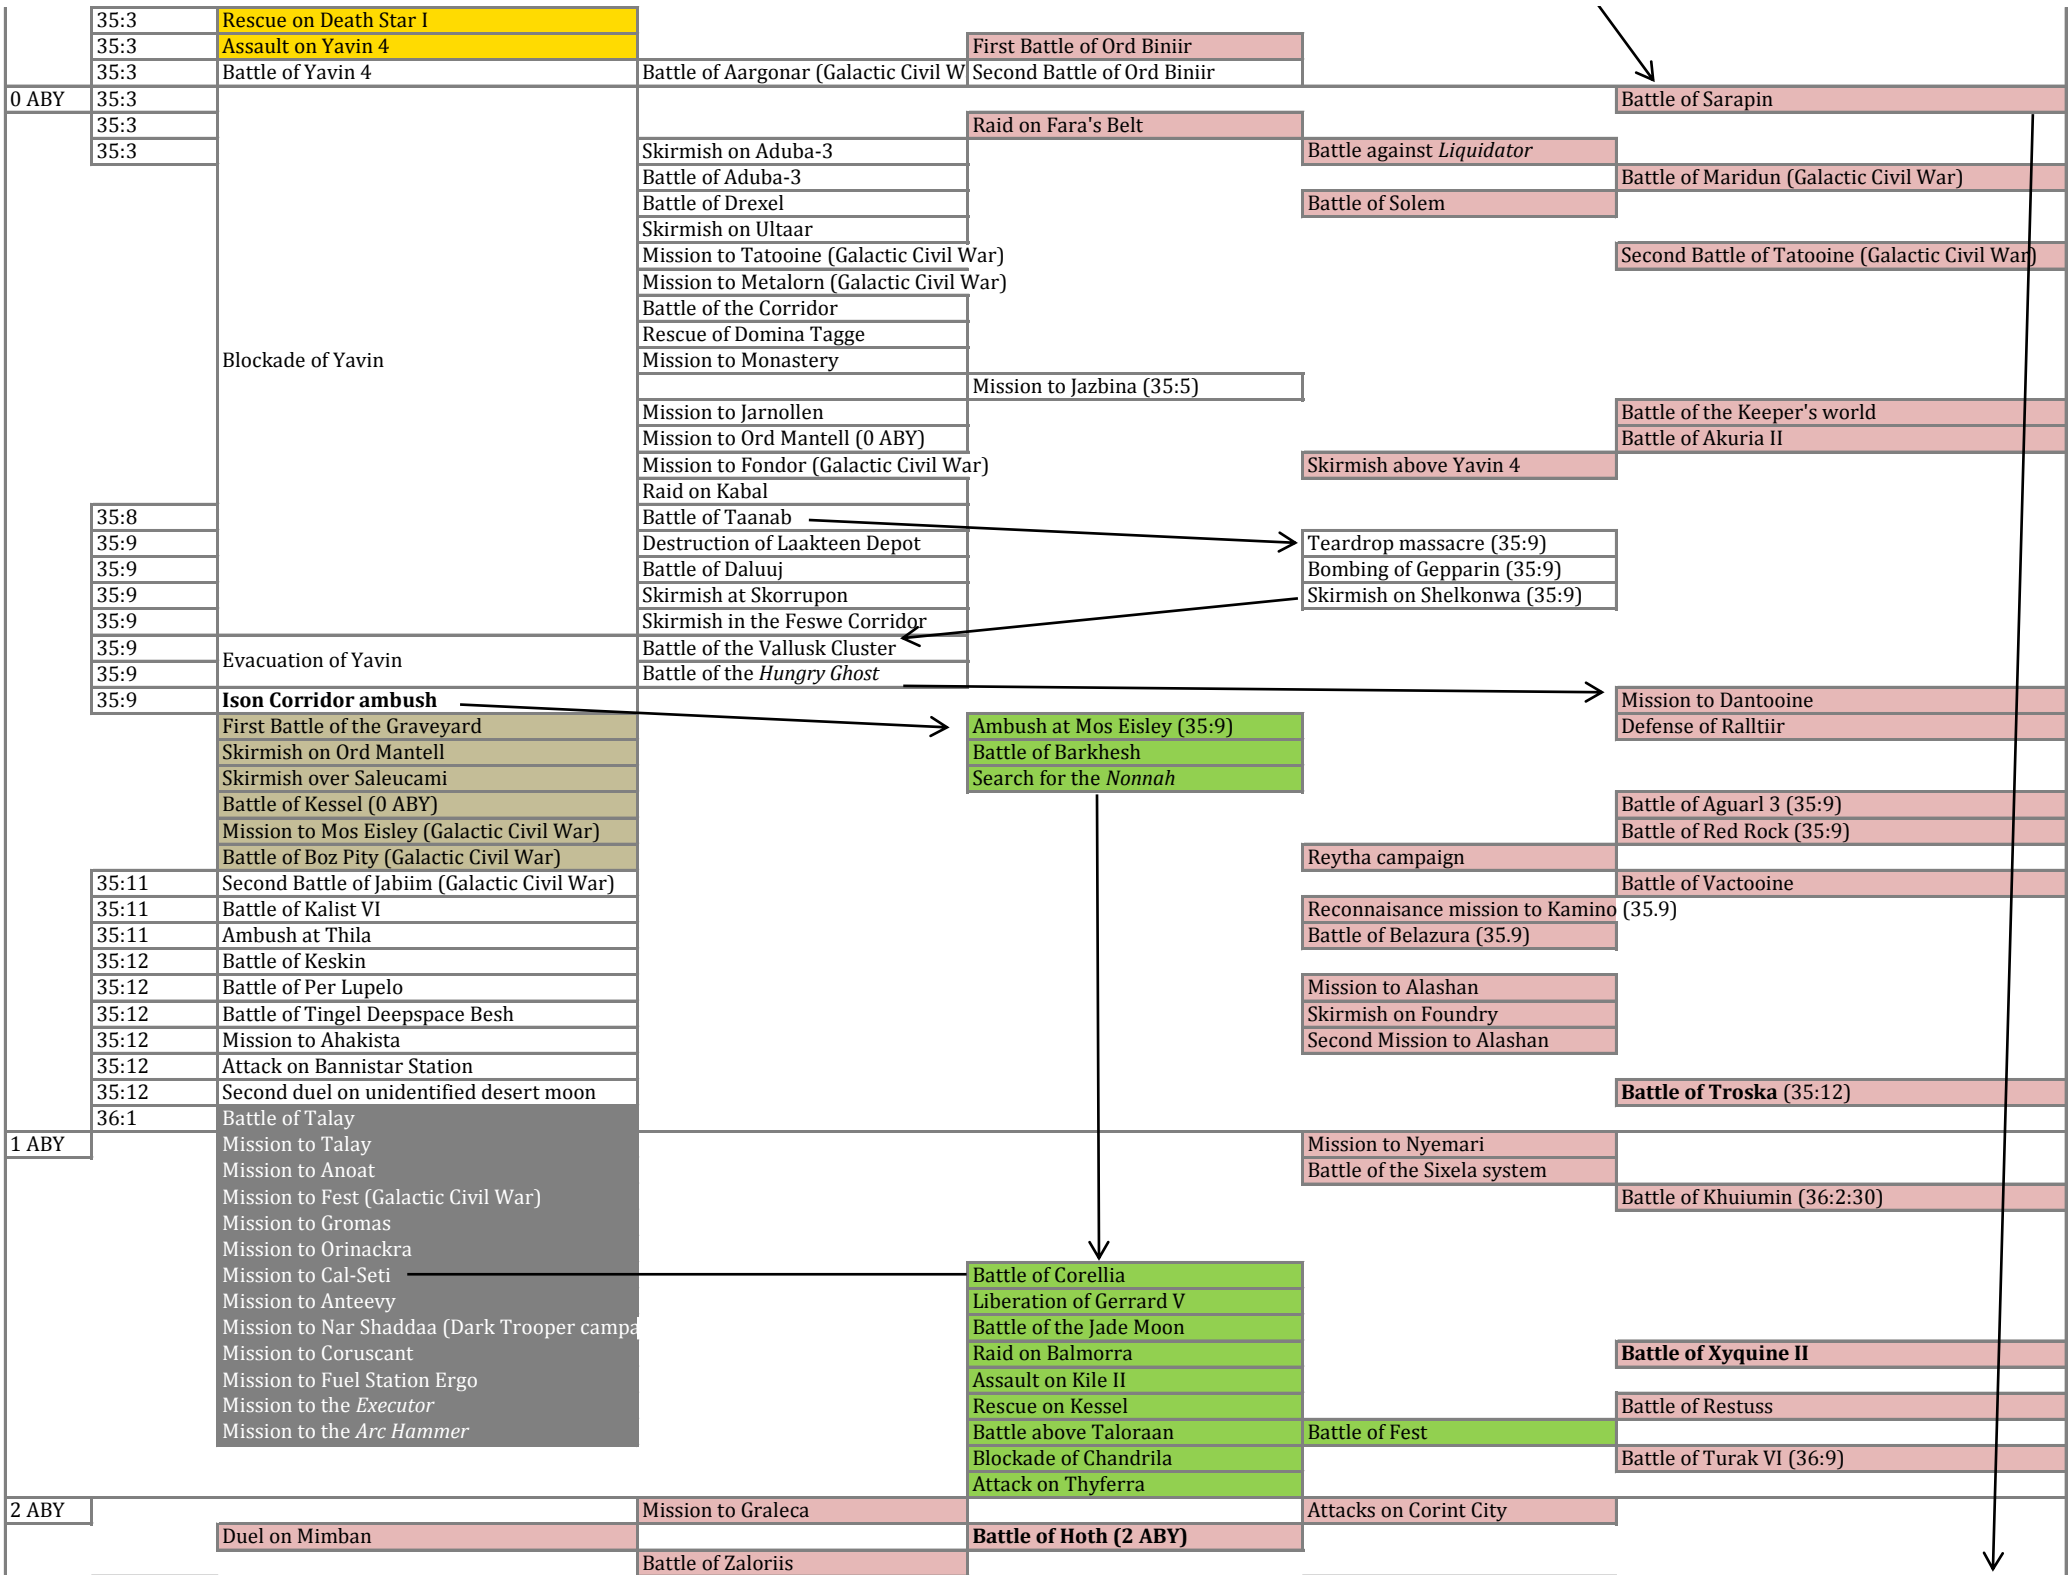 35:3 Rescue on Death Star I
35:3 Assault on Yavin 4 First Battle of Ord Biniir
35:3 Battle of Yavin 4 Battle of Aargonar (Galactic Civil W Second Battle of Ord Biniir
0 ABY 35:3 Battle of Sarapin
35:3 Raid on Fara's Belt
35:3 Skirmish on Aduba-3 Battle against Liquidator
Battle of Aduba-3 Battle of Maridun (Galactic Civil War)
Battle of Drexel Battle of Solem
Skirmish on Ultaar
Mission to Tatooine (Galactic Civil War) Second Battle of Tatooine (Galactic Civil War)
Mission to Metalorn (Galactic Civil War)
Battle of the Corridor
Rescue of Domina Tagge
Blockade of Yavin Mission to Monastery
Mission to Jazbina (35:5)
Mission to Jarnollen Battle of the Keeper's world
Mission to Ord Mantell (0 ABY) Battle of Akuria II
Mission to Fondor (Galactic Civil War) Skirmish above Yavin 4
Raid on Kabal
35:8 Battle of Taanab
35:9 Destruction of Laakteen Depot Teardrop massacre (35:9)
35:9 Battle of Daluuj Bombing of Gepparin (35:9)
35:9 Skirmish at Skorrupon Skirmish on Shelkonwa (35:9)
35:9 Skirmish in the Feswe Corridor
35:9 Battle of the Vallusk Cluster
Evacuation of Yavin
35:9 Battle of the Hungry Ghost
35:9 Ison Corridor ambush Mission to Dantooine
First Battle of the Graveyard Ambush at Mos Eisley (35:9) Defense of Ralltiir
Skirmish on Ord Mantell Battle of Barkhesh
Skirmish over Saleucami Search for the Nonnah
Battle of Kessel (0 ABY) Battle of Aguarl 3 (35:9)
Mission to Mos Eisley (Galactic Civil War) Battle of Red Rock (35:9)
Battle of Boz Pity (Galactic Civil War) Reytha campaign
35:11 Second Battle of Jabiim (Galactic Civil War) Battle of Vactooine
35:11 Battle of Kalist VI Reconnaisance mission to Kamino (35.9)
35:11 Ambush at Thila Battle of Belazura (35.9)
35:12 Battle of Keskin
35:12 Battle of Per Lupelo Mission to Alashan
35:12 Battle of Tingel Deepspace Besh Skirmish on Foundry
35:12 Mission to Ahakista Second Mission to Alashan
35:12 Attack on Bannistar Station
35:12 Second duel on unidentified desert moon Battle of Troska (35:12)
36:1 Battle of Talay
1 ABY Mission to Talay Mission to Nyemari
Mission to Anoat Battle of the Sixela system
Mission to Fest (Galactic Civil War) Battle of Khuiumin (36:2:30)
Mission to Gromas
Mission to Orinackra
Mission to Cal-Seti Battle of Corellia
Mission to Anteevy Liberation of Gerrard V
Mission to Nar Shaddaa (Dark Trooper campa Battle of the Jade Moon
Mission to Coruscant Raid on Balmorra Battle of Xyquine II
Mission to Fuel Station Ergo Assault on Kile II
Mission to the Executor Rescue on Kessel Battle of Restuss
Mission to the Arc Hammer Battle above Taloraan Battle of Fest
Blockade of Chandrila Battle of Turak VI (36:9)
Attack on Thyferra
2 ABY Mission to Graleca Attacks on Corint City
Duel on Mimban Battle of Hoth (2 ABY)
Battle of Zaloriis